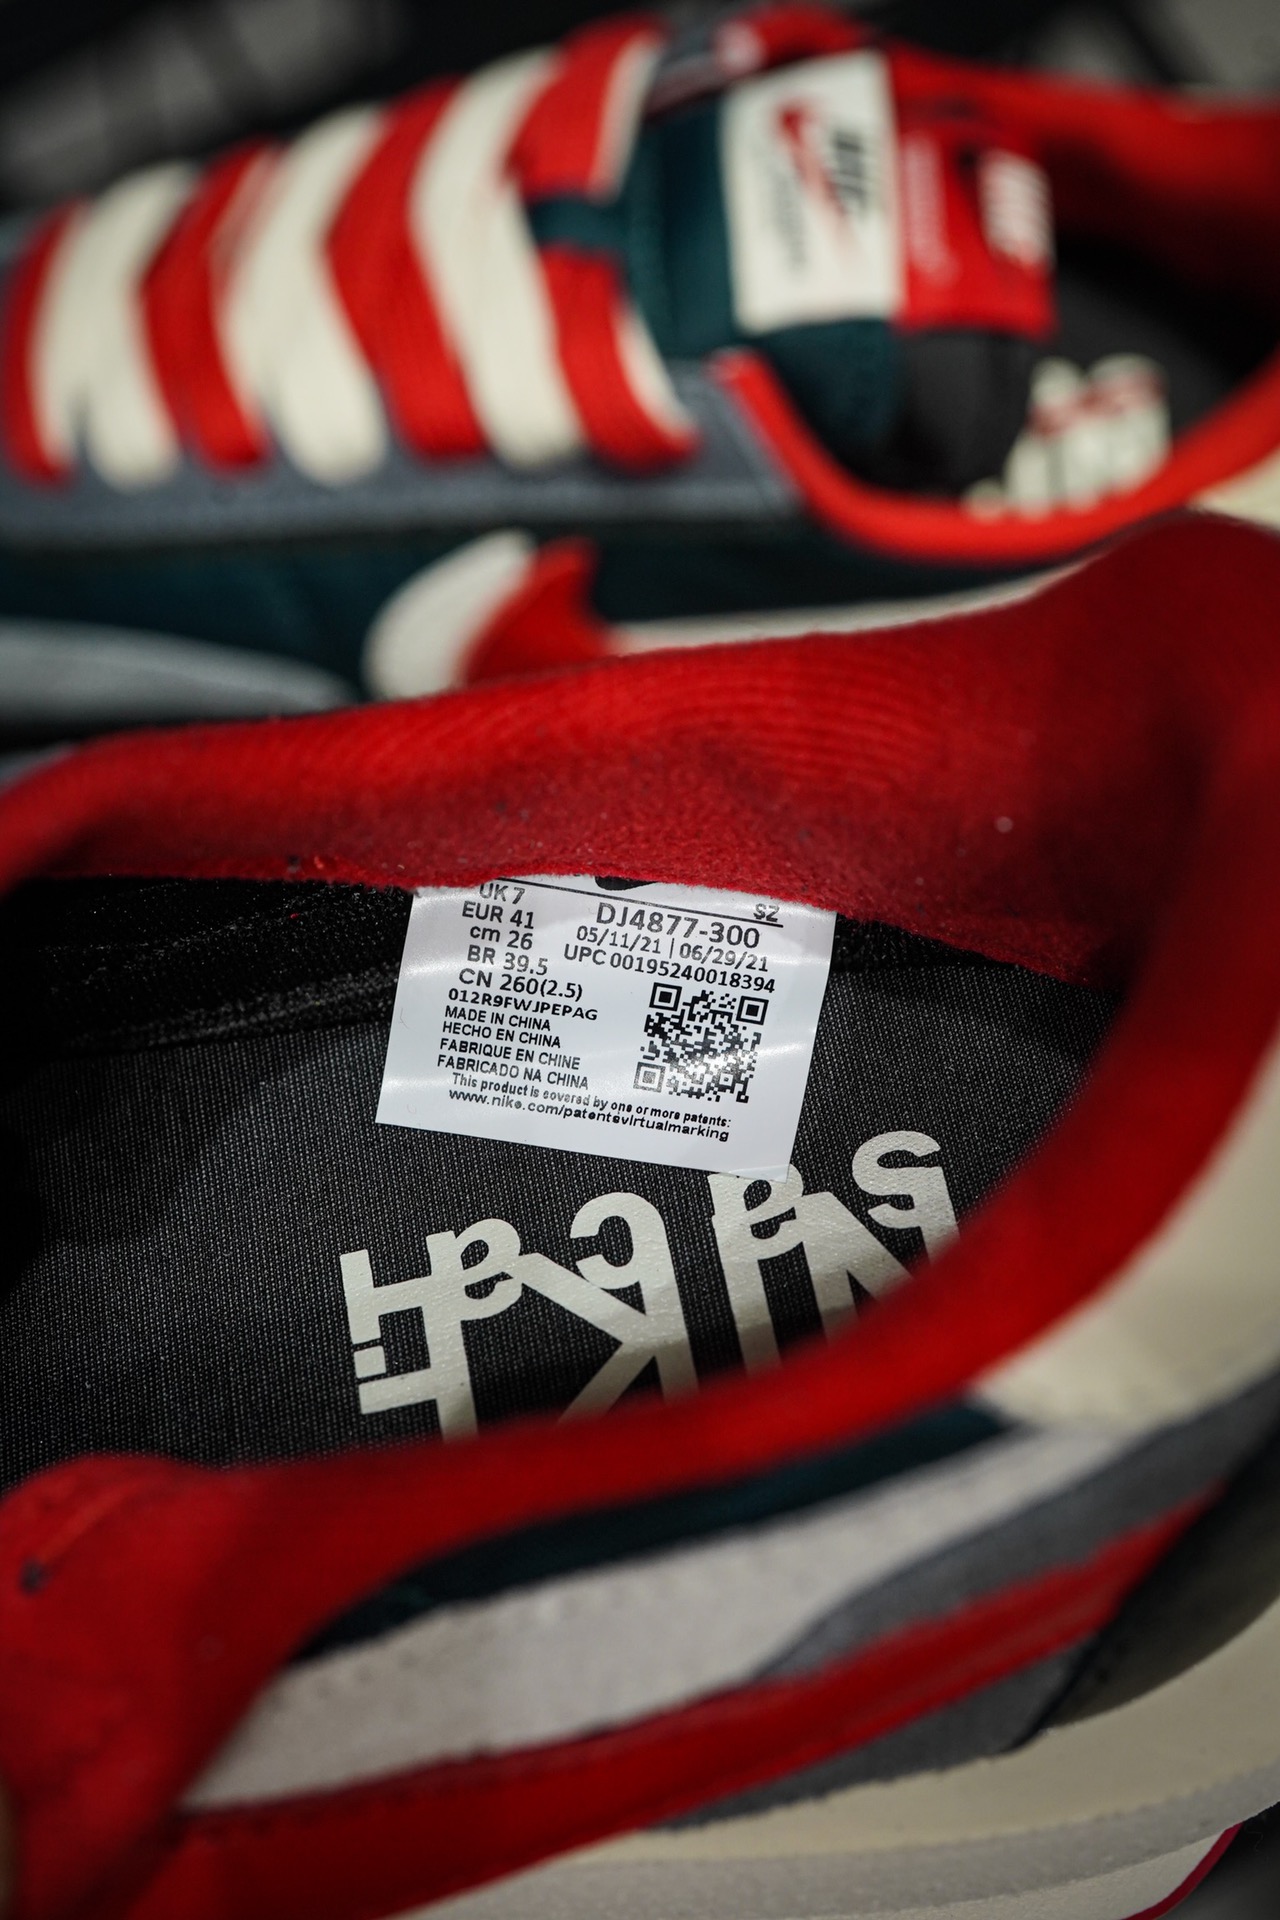 UK 7
EUR 41
cm 26
BR 39.5
CN 260(2.5)
SZ
DJ4877-300
05/11/21 | 06/29/21
UPC 00195240018394
012R9FWJPEPAG
MADE IN CHINA
HECHO EN CHINA
FABRIQUE EN CHINE
FABRICADO NA CHINA
This product is covered by one or more patents:
www.nike.com/patentsvirtualmarking
sacai
NIKE